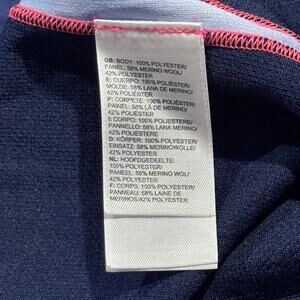 GB: BODY: 100% POLYESTER/
PANEL: 58% MERINO WOOL/
42% POLYESTER
E: CUERPO: 100% POLIESTER/
MOLDE: 58% LANA DE MERINO/
42% POLIESTER
P: CORPETE: 100% POLIESTER/
PAINEL: 58% LÃ DE MERINO/
42% POLIÉSTER
I: CORPO: 100% POLIESTERE/
PANNELLO: 58% LANA MERINO/
42% POLIESTERE
D: KÖRPER: 100% POLYESTER/
EINSATZ: 58% MERINOWOLLE/
42% POLYESTER
NL: HOOFDGEDEELTE:
100% POLYESTER/
PANEEL: 58% MERINO WOL/
42% POLYESTER
F: CORPS: 100% POLYESTER/
PANNEAU: 58% LAINE DE
MERINOS/42% POLYESTER